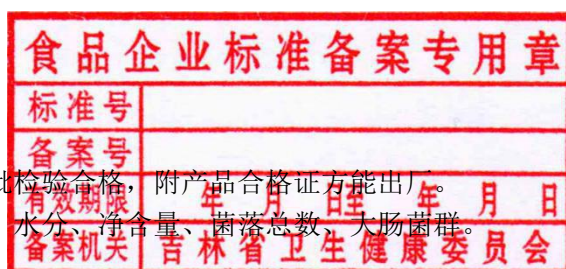 食品企业标准备案专用章
标准号
备案号
批检验合格，附产品合格证方能出厂。
有效期限 年 月 日至 年 月 日
水分、净含量、菌落总数、大肠菌群。
备案机关 吉林省卫生健康委员会